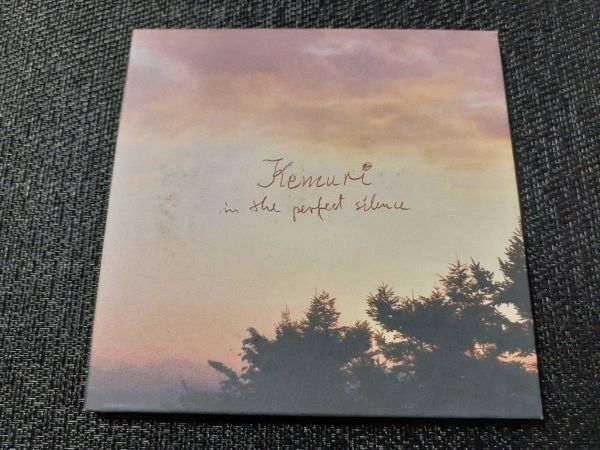 Kemuri
in the perfect silence